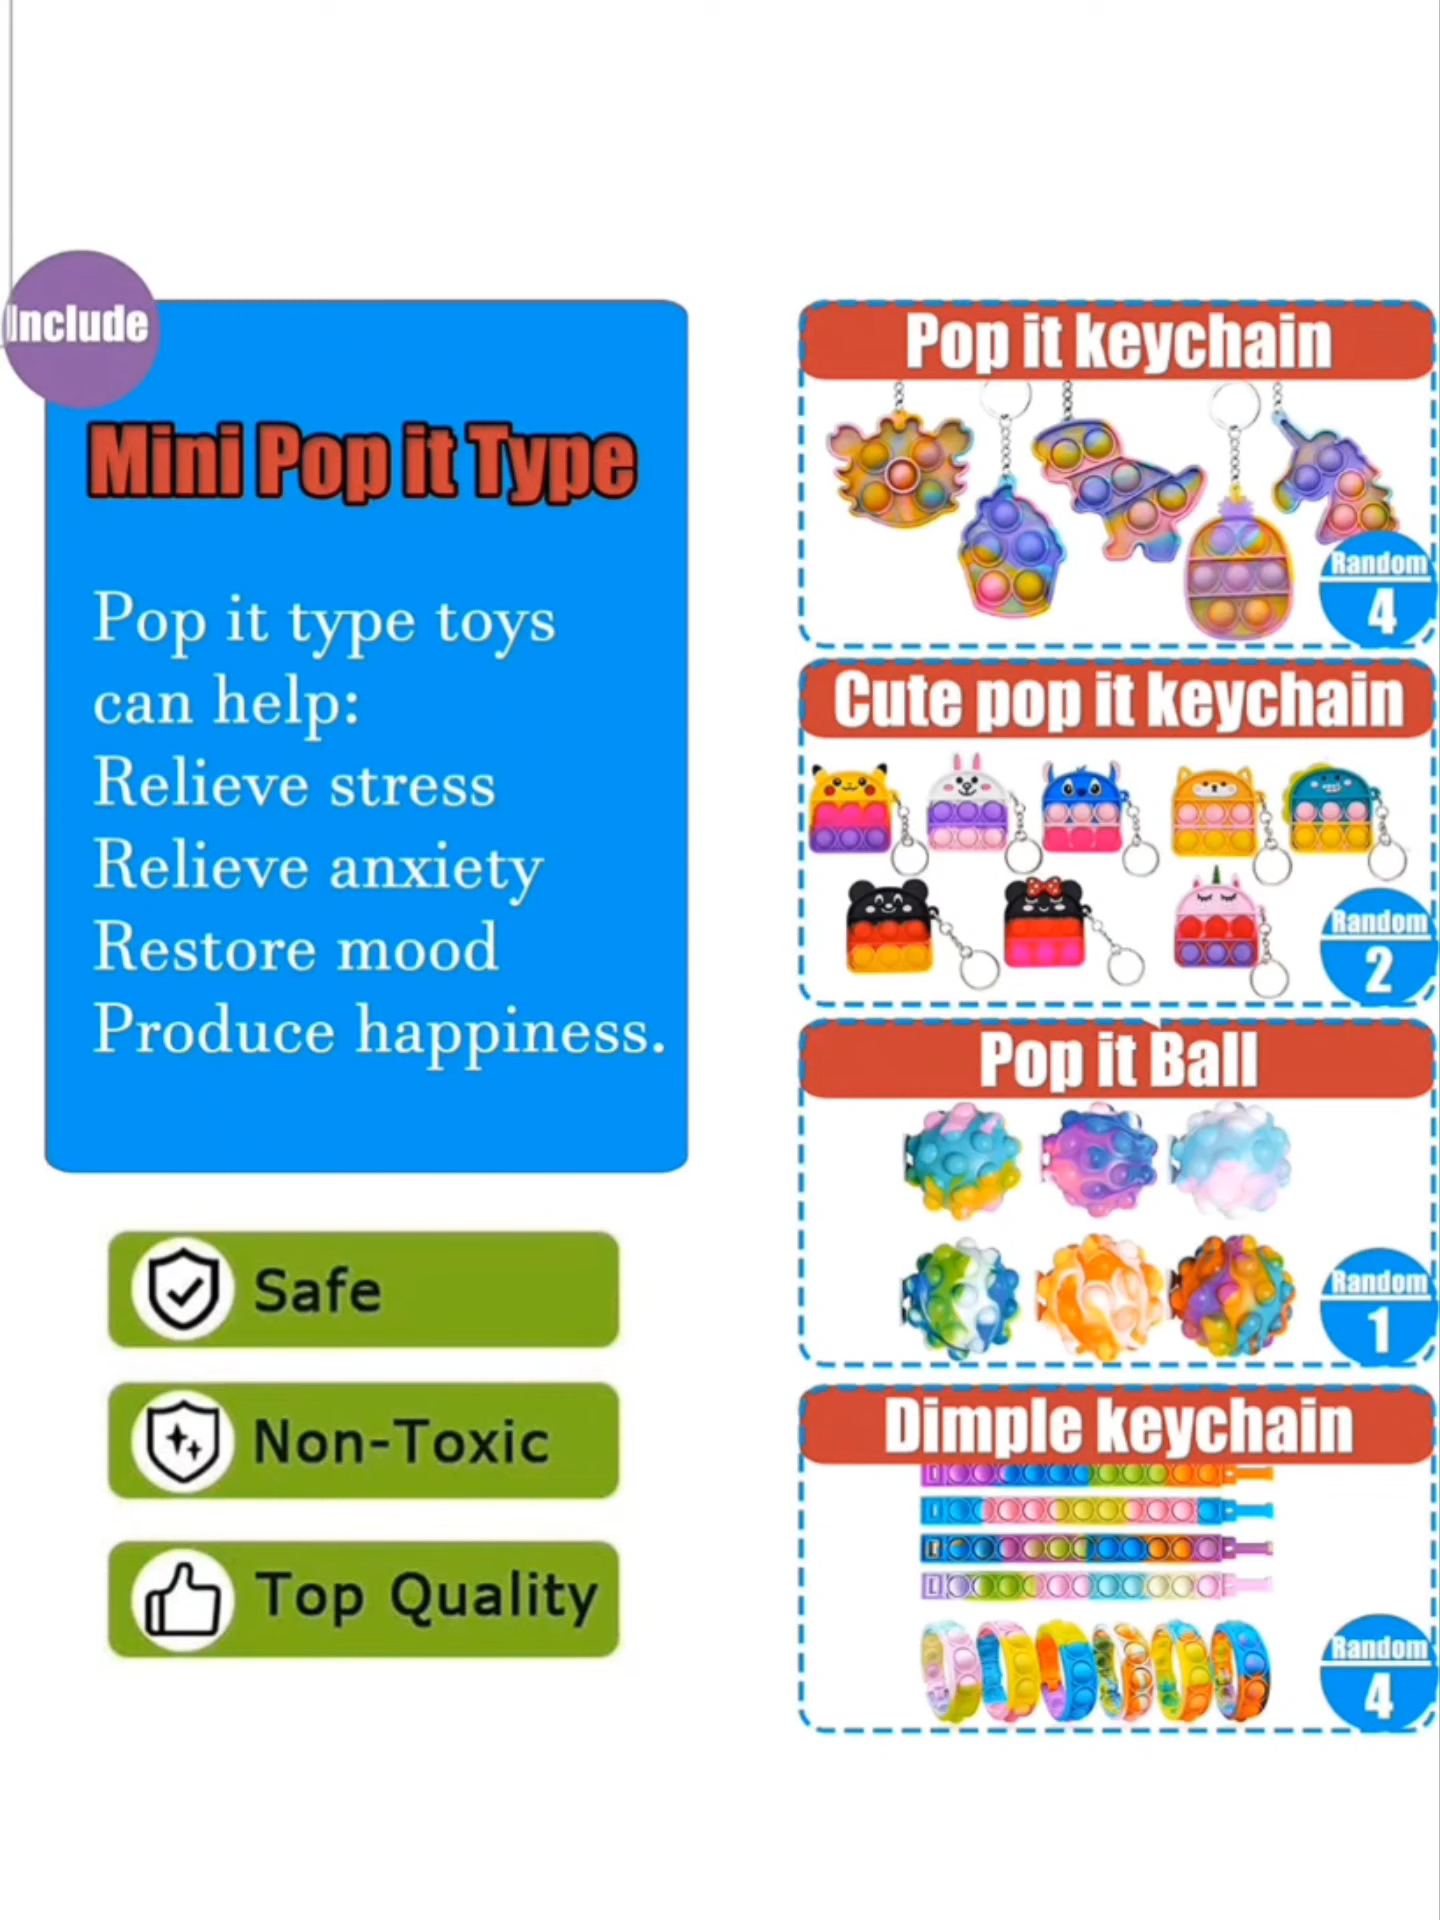 Include
Mini Pop it Type
Pop it type toys
can help:
Relieve stress
Relieve anxiety
Restore mood
Produce happiness.
Safe
Non-Toxic
Top Quality
Pop it keychain
Random
4
Cute pop it keychain
Random
2
Pop it Ball
Random
1
Dimple keychain
Random
4